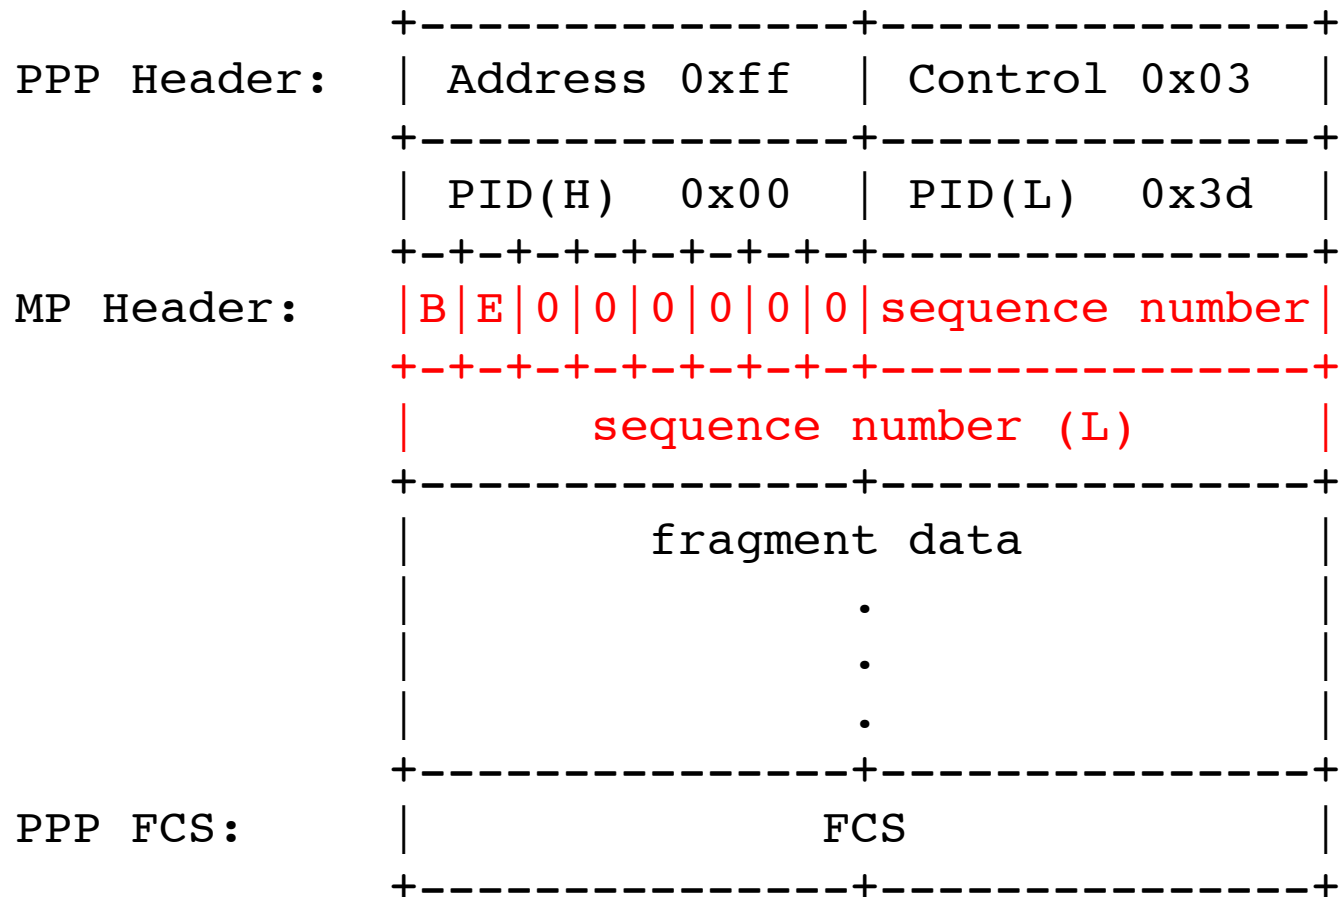 +---------------+---------------+
PPP Header:     | Address 0xff  | Control 0x03  |
                +---------------+---------------+
                | PID(H)  0x00  | PID(L)  0x3d  |
                +-+-+-+-+-+-+-+-+---------------+
MP Header:      |B|E|0|0|0|0|0|0|sequence number|
                +-+-+-+-+-+-+-+-+---------------+
                |      sequence number (L)      |
                +---------------+---------------+
                |        fragment data          |
                |               .               |
                |               .               |
                |               .               |
                +---------------+---------------+
PPP FCS:        |              FCS              |
                +---------------+---------------+